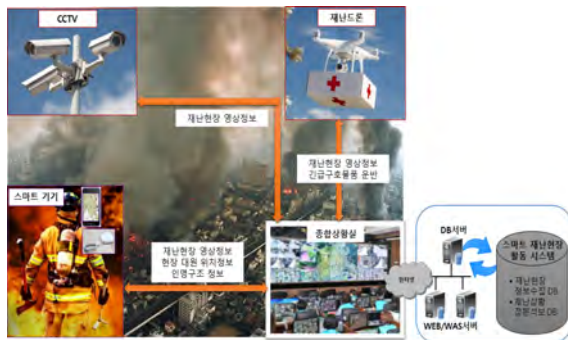 CCTV
재난드론
재난현장 영상정보
재난현장 영상정보
긴급구호물품 운반
스마트 기기
종합상황실
재난현장 영상정보
현장 대원 위치정보
인명구조 정보
인터넷
DB서버
WEB/WAS서버
스마트 재난현장
활동 시스템
• 재난현장
정보수집 DB
• 재난상황
DB